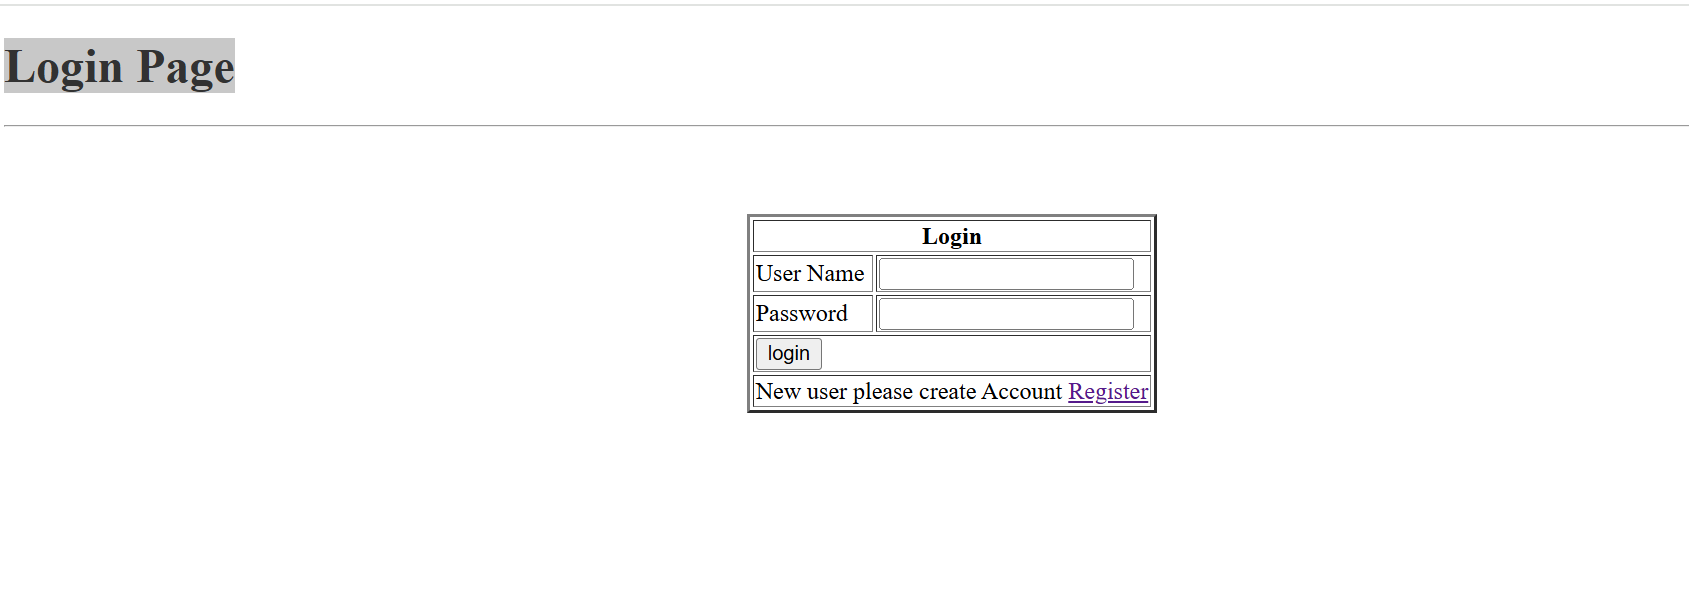 Login Page
Login
User Name
Password
login
New user please create Account Register